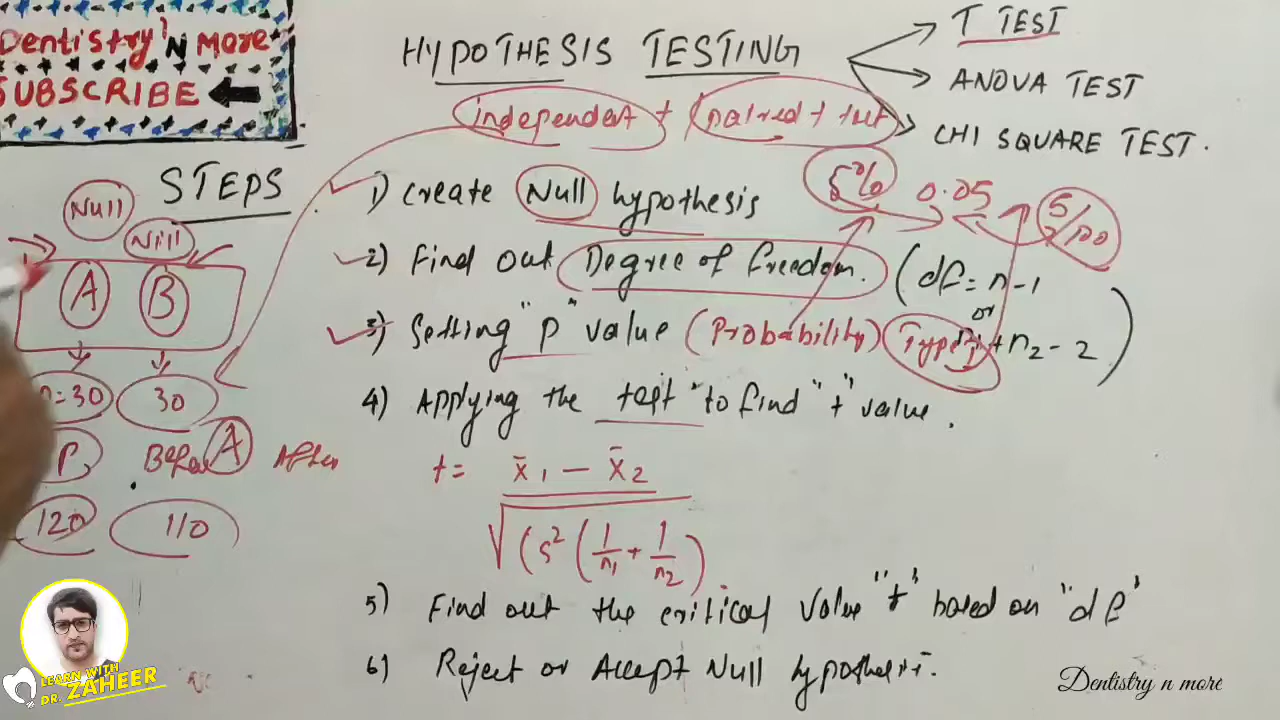 Dentistry'N More
SUBSCRIBE
HYPOTHESIS TESTING
T TEST
ANOVA TEST
CHI SQUARE TEST.
independent t paired t test
STEPS
1) Create Null hypothesis
5% 0.05 5/100
2) Find out Degree of freedom. (df = n-1
or
n1+n2-2)
3) Setting "P" value (Probability) Type I
4) Applying the test "to find "t" value.
t= x̄1 - x̄2
√(S² (1/n1 + 1/n2)
5) Find out the critical value "t" based on "df"
6) Reject or Accept Null hypothesis.
Null
Nill
A B
n=30 30
P Before A After
120 110
LEARN WITH
DR. ZAHEER
Dentistry n more